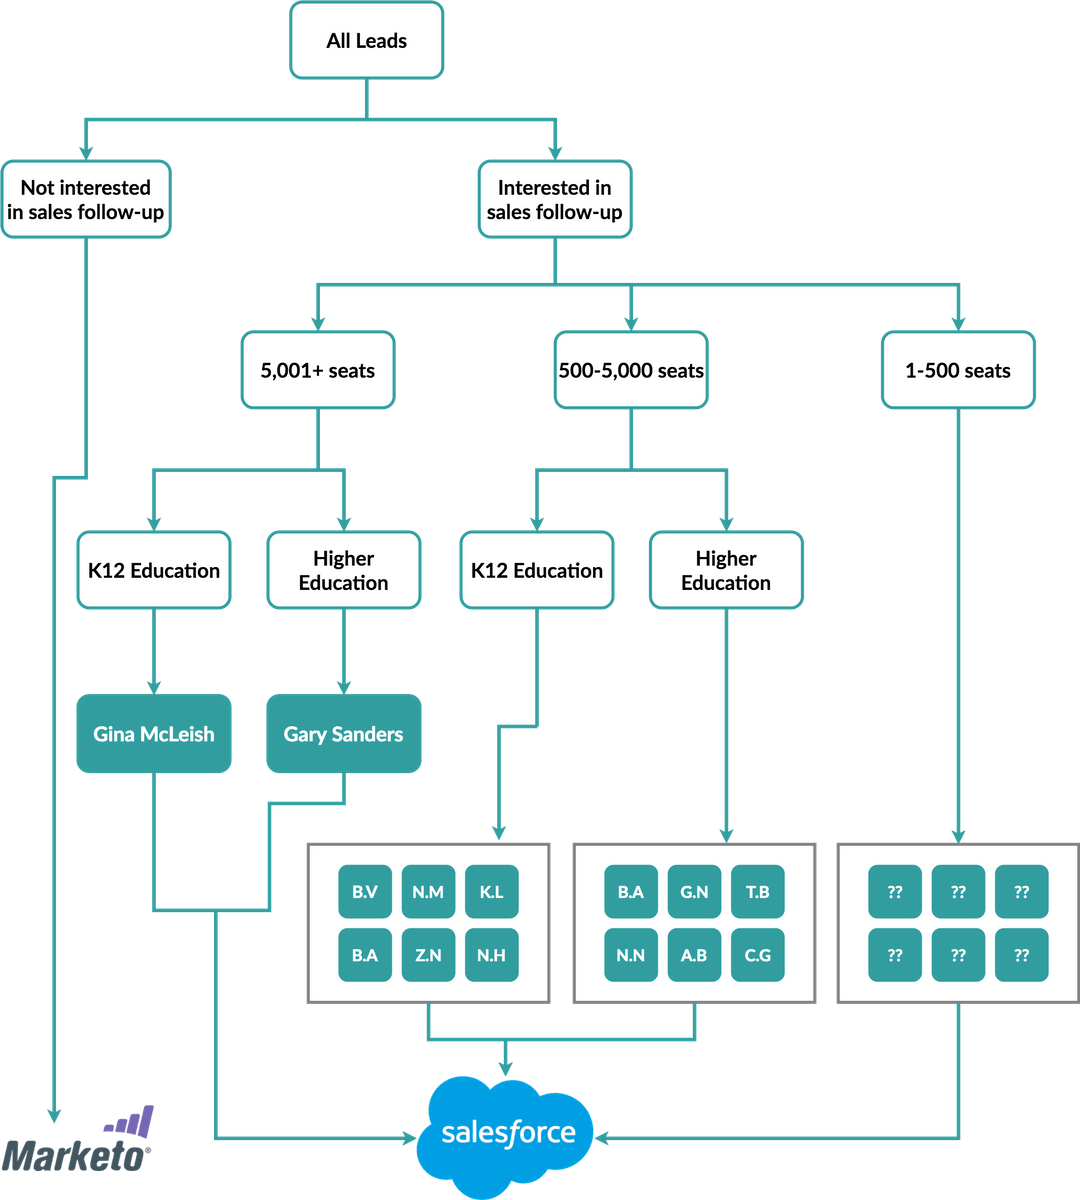 All Leads
Not interested
in sales follow-up
Interested in
sales follow-up
5,001+ seats
500-5,000 seats
1-500 seats
K12 Education
Higher
Education
K12 Education
Higher
Education
Gina McLeish
Gary Sanders
B.V N.M K.L
B.A Z.N N.H
B.A G.N T.B
N.N A.B C.G
?? ?? ??
?? ?? ??
Marketo®
salesforce